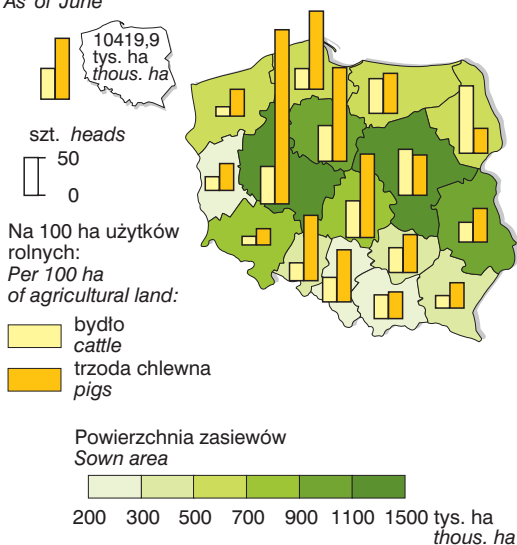 As of June
10419,9
tys. ha
thous. ha
szt. heads
50
0
Na 100 ha użytków
rolnych:
Per 100 ha
of agricultural land:
bydło
cattle
trzoda chlewna
pigs
Powierzchnia zasiewów
Sown area
200 300 500 700 900 1100 1500 tys. ha
thous. ha